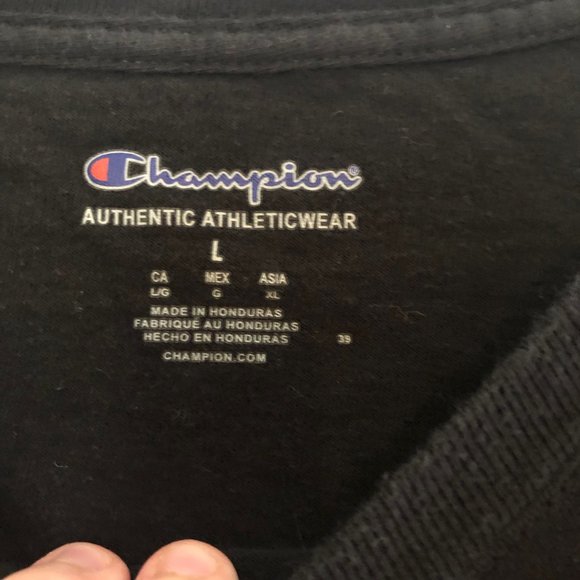 Champion®
AUTHENTIC ATHLETICWEAR
L
CA MEX ASIA
L/G G XL
MADE IN HONDURAS
FABRIQUÉ AU HONDURAS
HECHO EN HONDURAS 39
CHAMPION.COM